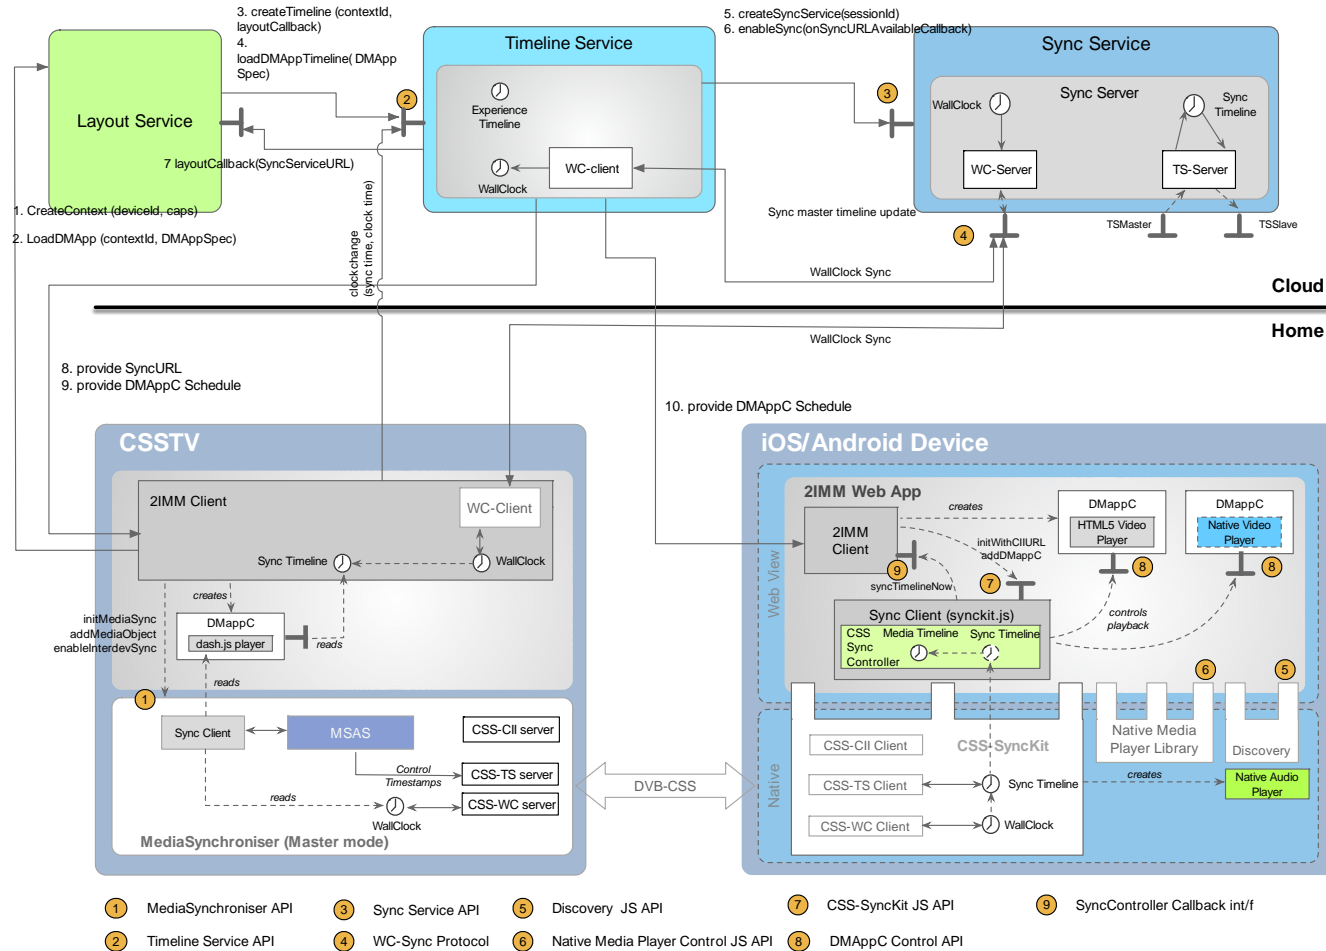 3. createTimeline (contextId,
layoutCallback)
4.
loadDMAppTimeline( DMApp
Spec)
5. createSyncService(sessionId)
6. enableSync(onSyncURLAvailableCallback)
Layout Service
7 layoutCallback(SyncServiceURL)
1. CreateContext (deviceId, caps)
2. LoadDMApp (contextId, DMAppSpec)
2
Timeline Service
Experience
Timeline
WallClock
WC-client
clockchange
(sync time, clock time)
3
Sync Service
Sync Server
WallClock
Sync
Timeline
WC-Server
TS-Server
Sync master timeline update
4
TSMaster
TSSlave
WallClock Sync
Cloud
Home
WallClock Sync
8. provide SyncURL
9. provide DMAppC Schedule
10. provide DMAppC Schedule
CSSTV
2IMM Client
WC-Client
Sync Timeline
WallClock
creates
initMediaSync
addMediaObject
enableInterdevSync
DMappC
dash.js player
reads
reads
1
Sync Client
MSAS
CSS-CII server
Control
Timestamps
CSS-TS server
reads
CSS-WC server
WallClock
MediaSynchroniser (Master mode)
DVB-CSS
iOS/Android Device
Web View
2IMM Web App
2IMM
Client
creates
DMappC
HTML5 Video
Player
DMappC
Native Video
Player
initWithCIIURL
addDMappC
9
syncTimelineNow
7
8
8
Sync Client (synckit.js)
CSS
Sync
Controller
Media Timeline
Sync Timeline
controls
playback
6
5
Native
CSS-CII Client
CSS-SyncKit
Native Media
Player Library
Discovery
CSS-TS Client
Sync Timeline
creates
Native Audio
Player
CSS-WC Client
WallClock
1 MediaSynchroniser API
3 Sync Service API
5 Discovery JS API
7 CSS-SyncKit JS API
9 SyncController Callback int/f
2 Timeline Service API
4 WC-Sync Protocol
6 Native Media Player Control JS API
8 DMAppC Control API